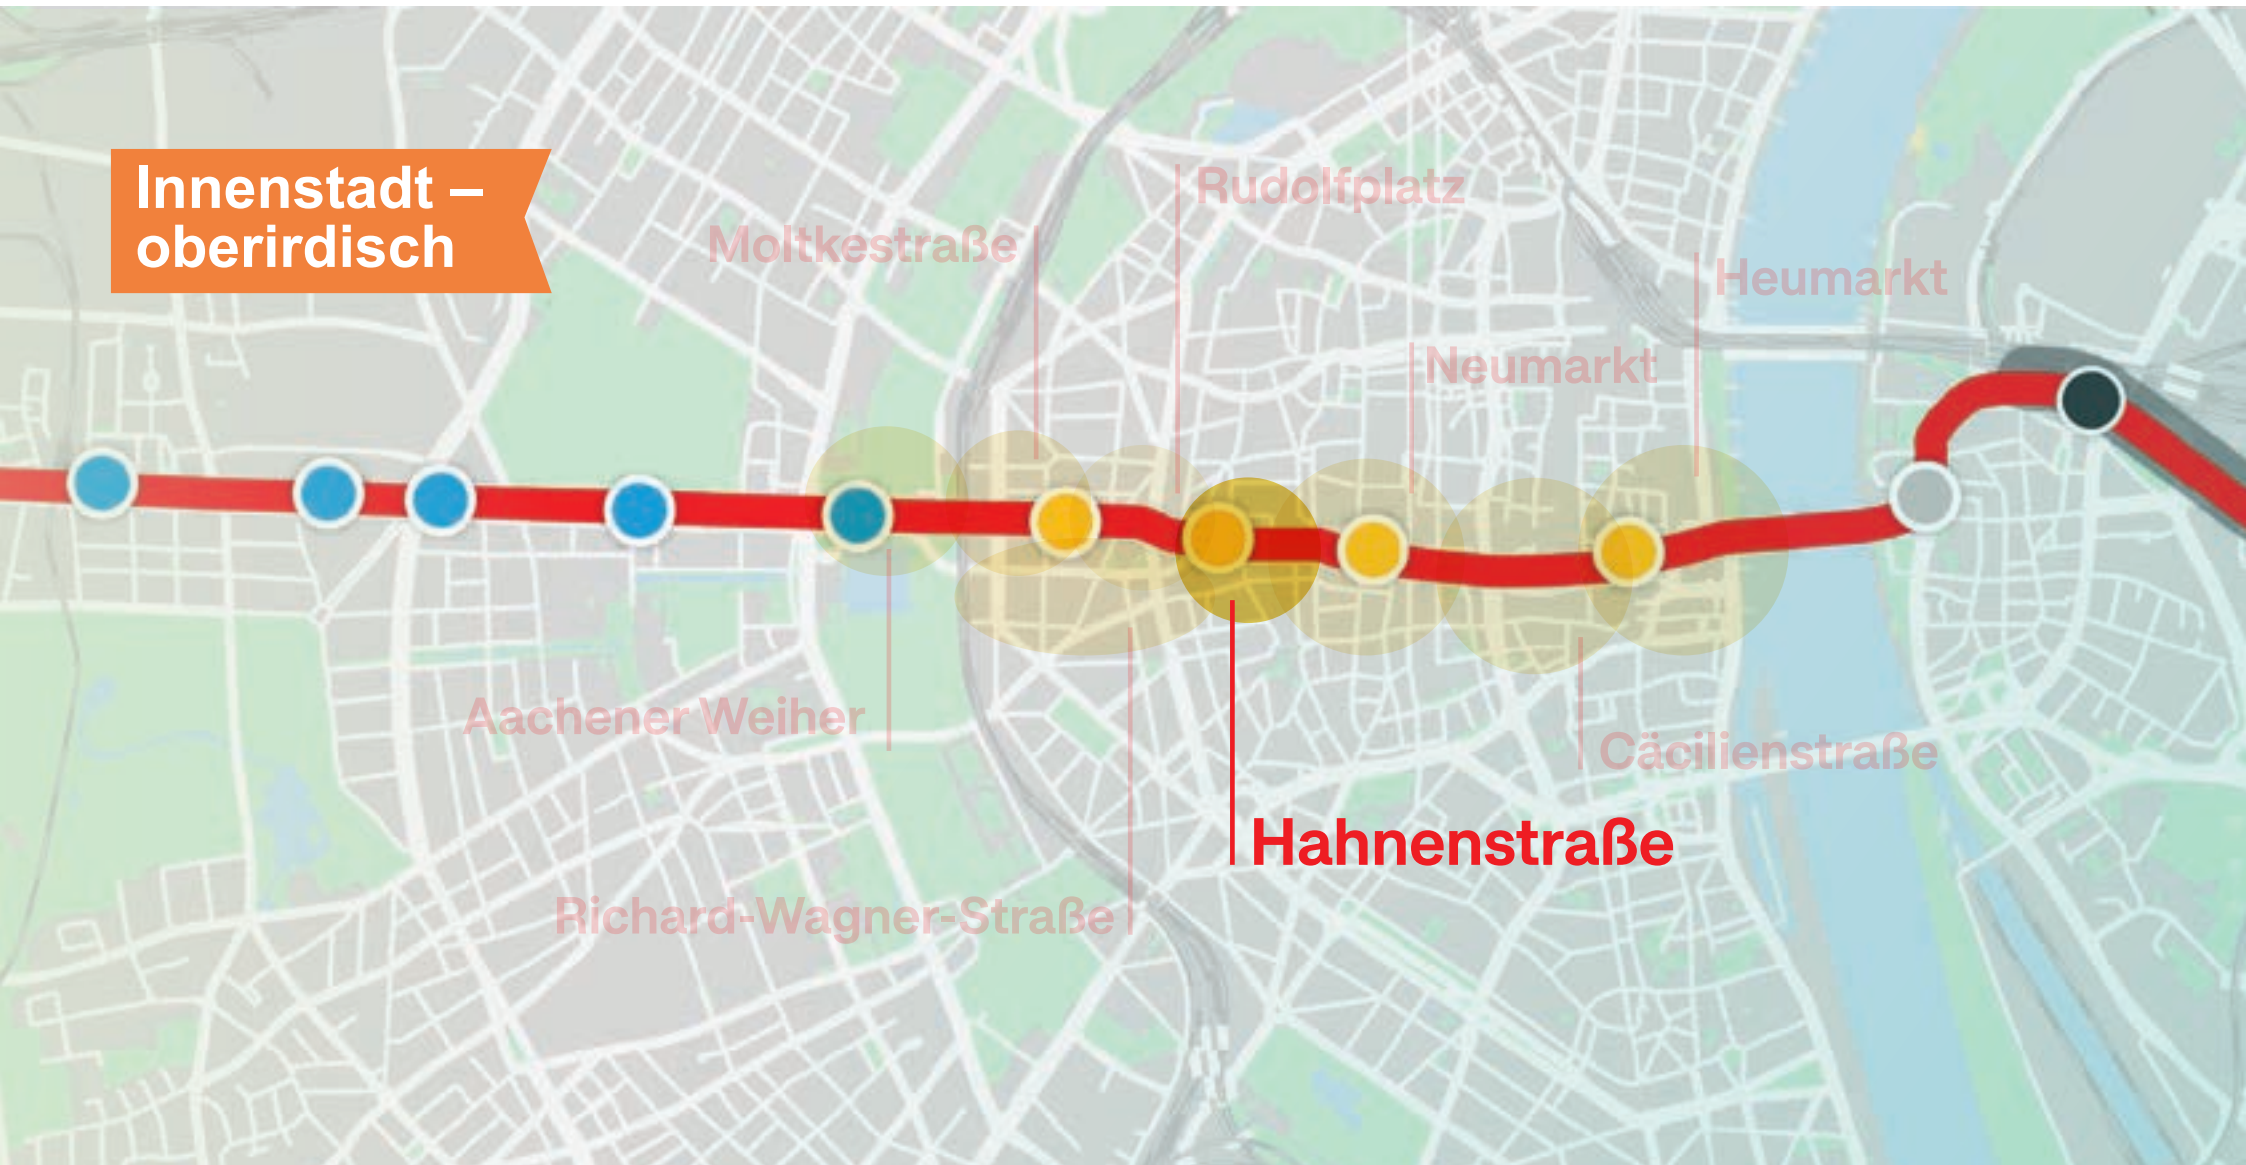 Innenstadt –
oberirdisch
Rudolfplatz
Moltkestraße
Heumarkt
Neumarkt
Aachener Weiher
Cäcilienstraße
Hahnenstraße
Richard-Wagner-Straße